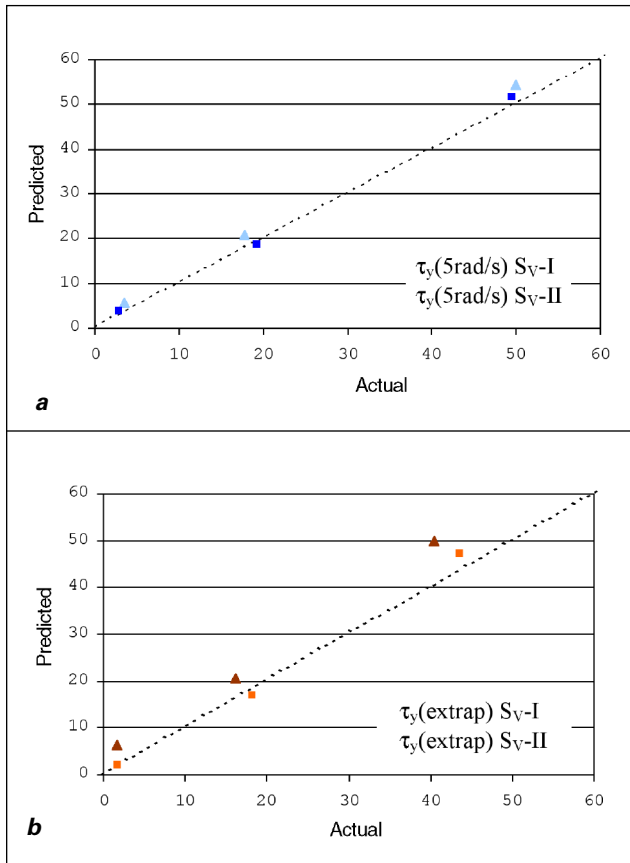 60
50
40
30
20
10
0
Predicted
τy(5rad/s) SV-I
τy(5rad/s) SV-II
0 10 20 30 40 50 60
Actual
a
60
50
40
30
20
10
0
Predicted
τy(extrap) SV-I
τy(extrap) SV-II
0 10 20 30 40 50 60
Actual
b